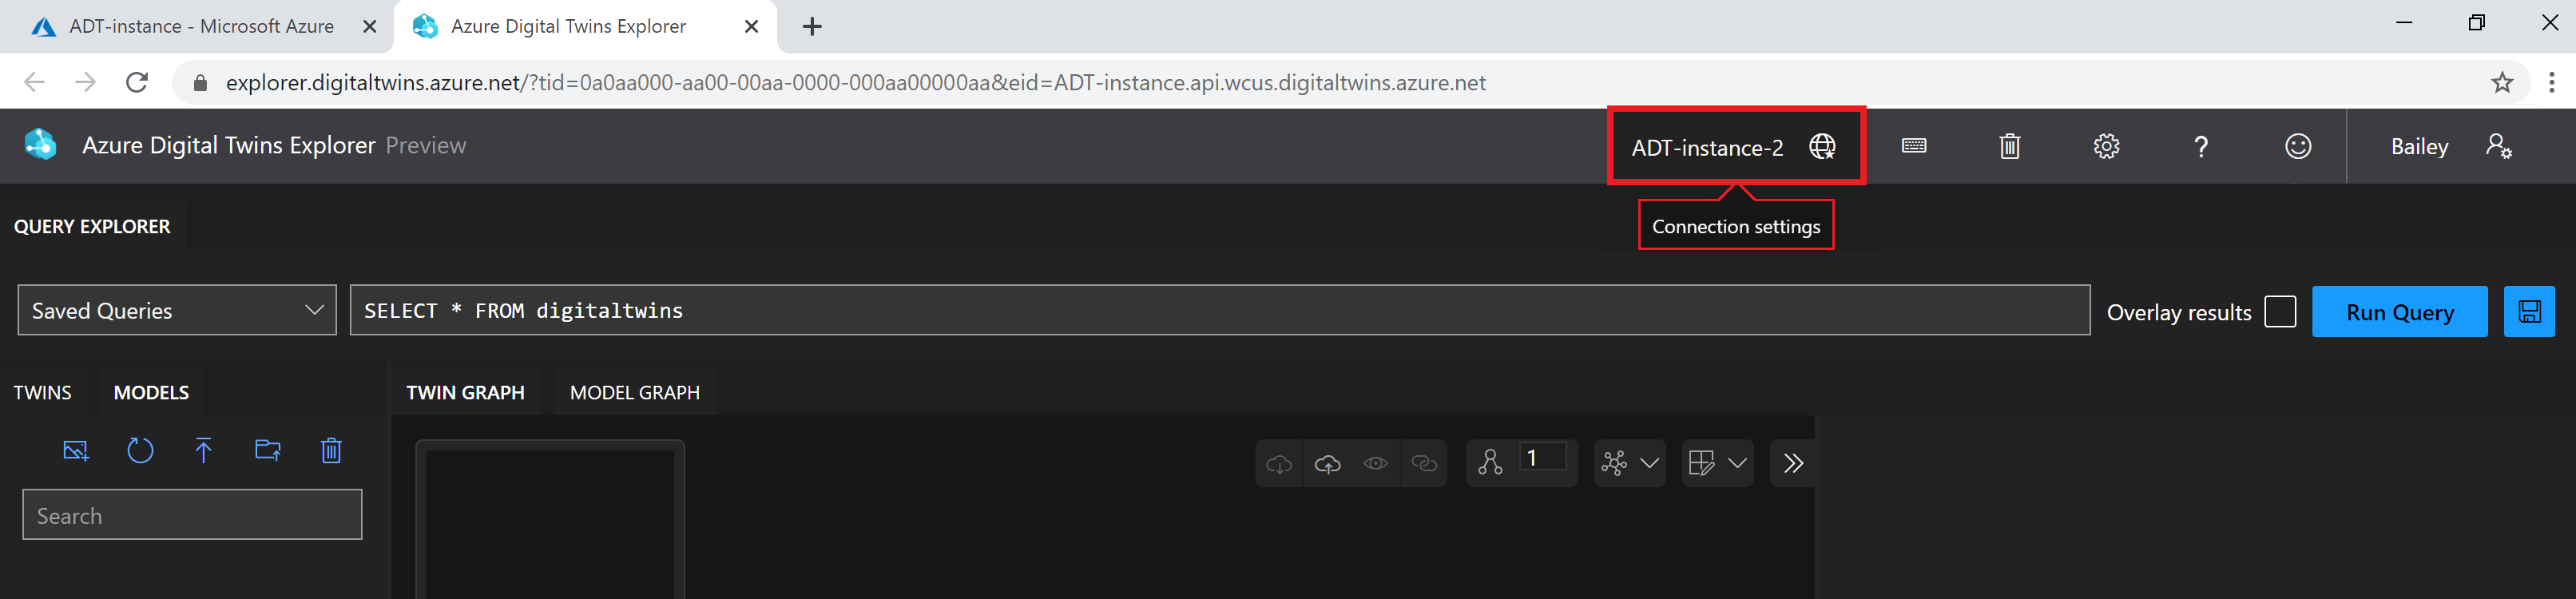 ADT-instance - Microsoft Azure
Azure Digital Twins Explorer
explorer.digitaltwins.azure.net/?tid=0a0aa000-aa00-00aa-0000-000aa00000aa&eid=ADT-instance.api.wcus.digitaltwins.azure.net
Azure Digital Twins Explorer Preview
ADT-instance-2
?
Bailey
Connection settings
QUERY EXPLORER
Saved Queries
SELECT * FROM digitaltwins
Overlay results
Run Query
TWINS
MODELS
TWIN GRAPH
MODEL GRAPH
1
Search